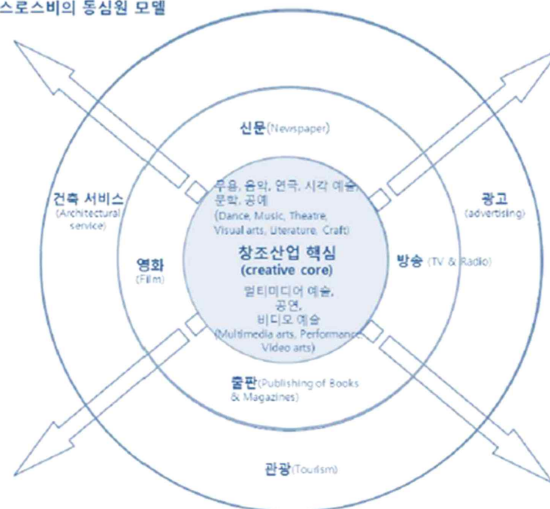 스로스비의 동심원 모델
신문(Newspaper)
무용, 음악, 연극, 시각 예술,
문학, 공예
(Dance, Music, Theatre,
Visual arts, Literature, Craft)
창조산업 핵심
(creative core)
멀티미디어 예술,
공연,
비디오 예술
(Multimedia arts, Performance
Video arts)
건축 서비스
(Architectural
service)
영화
(Film)
방송 (TV & Radio)
광고
(advertising)
출판(Publishing of Books
& Magazines)
관광(Tourism)